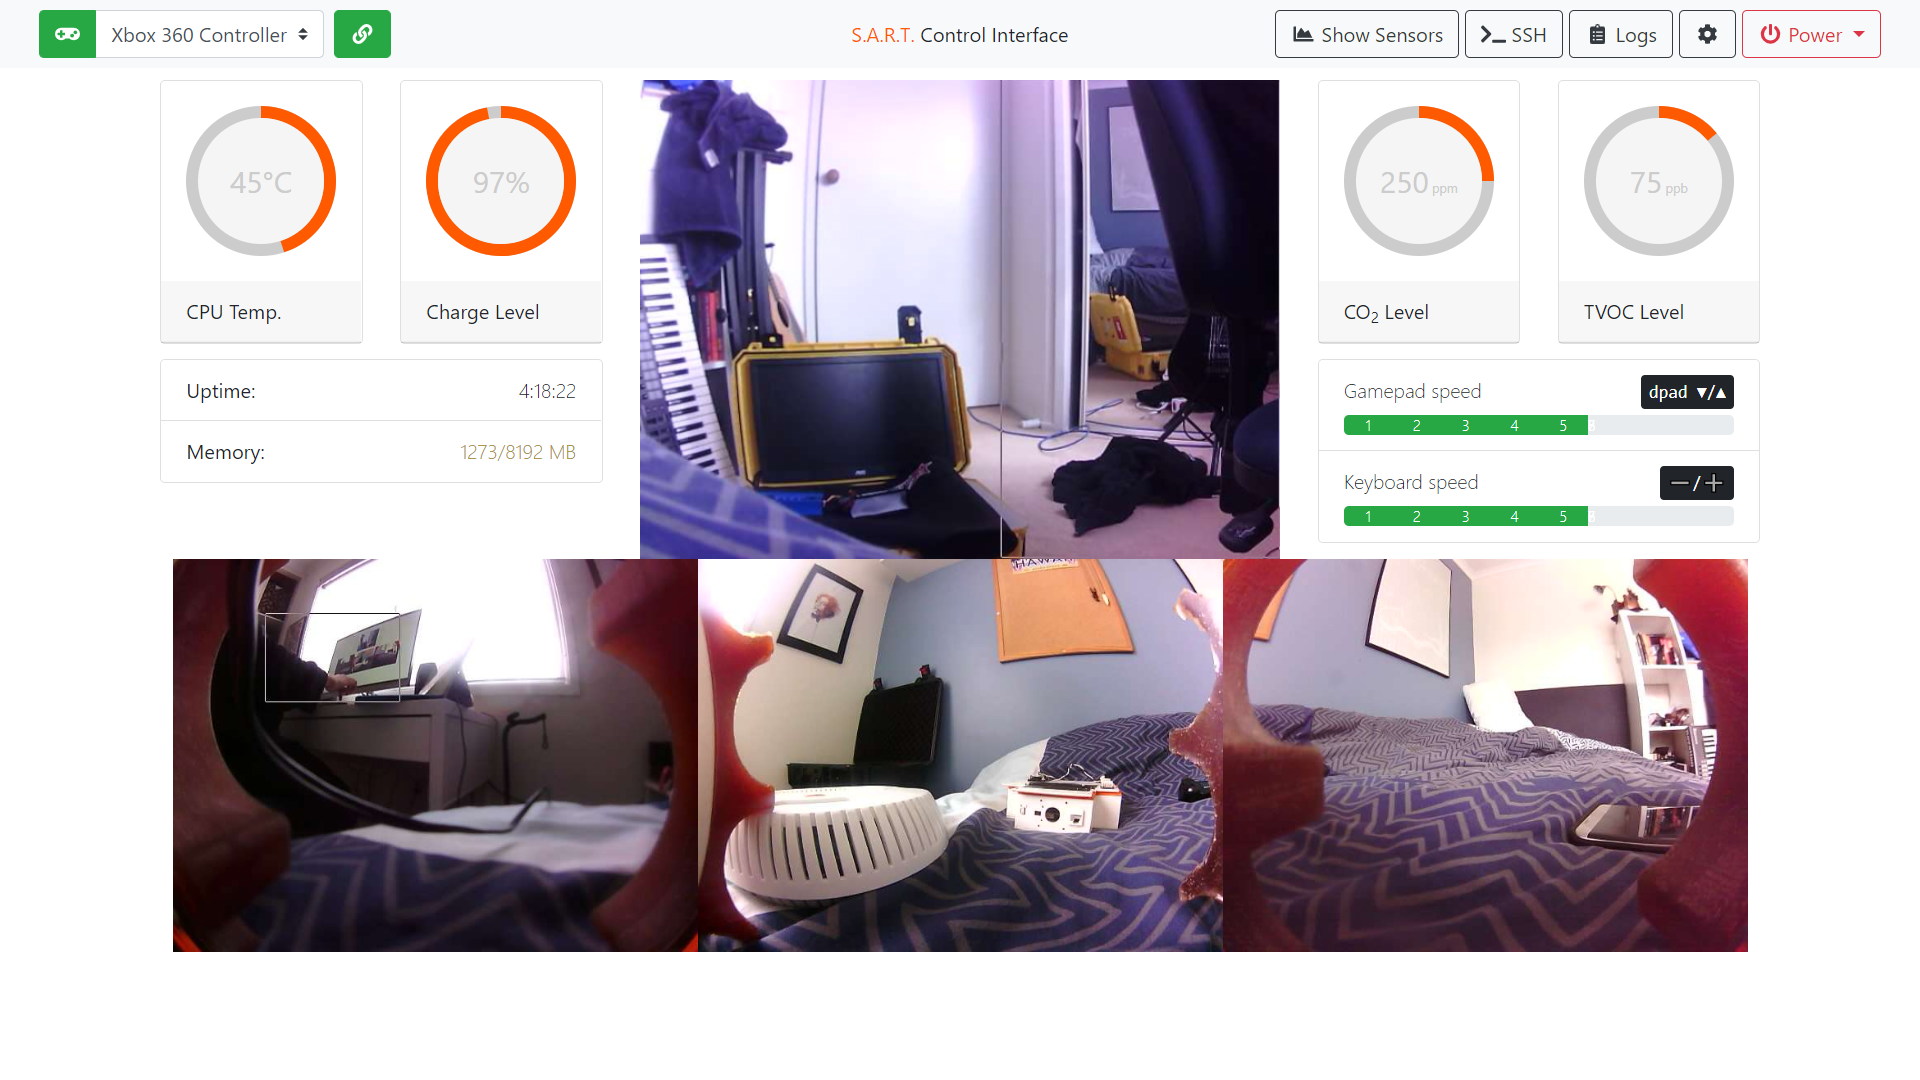 Xbox 360 Controller
S.A.R.T. Control Interface
Show Sensors
SSH
Logs
Power
45°C
CPU Temp.
97%
Charge Level
250 ppm
CO₂ Level
75 ppb
TVOC Level
Uptime: 4:18:22
Memory: 1273/8192 MB
Gamepad speed dpad ▼/▲
1 2 3 4 5
Keyboard speed −/+
1 2 3 4 5
HAWAII